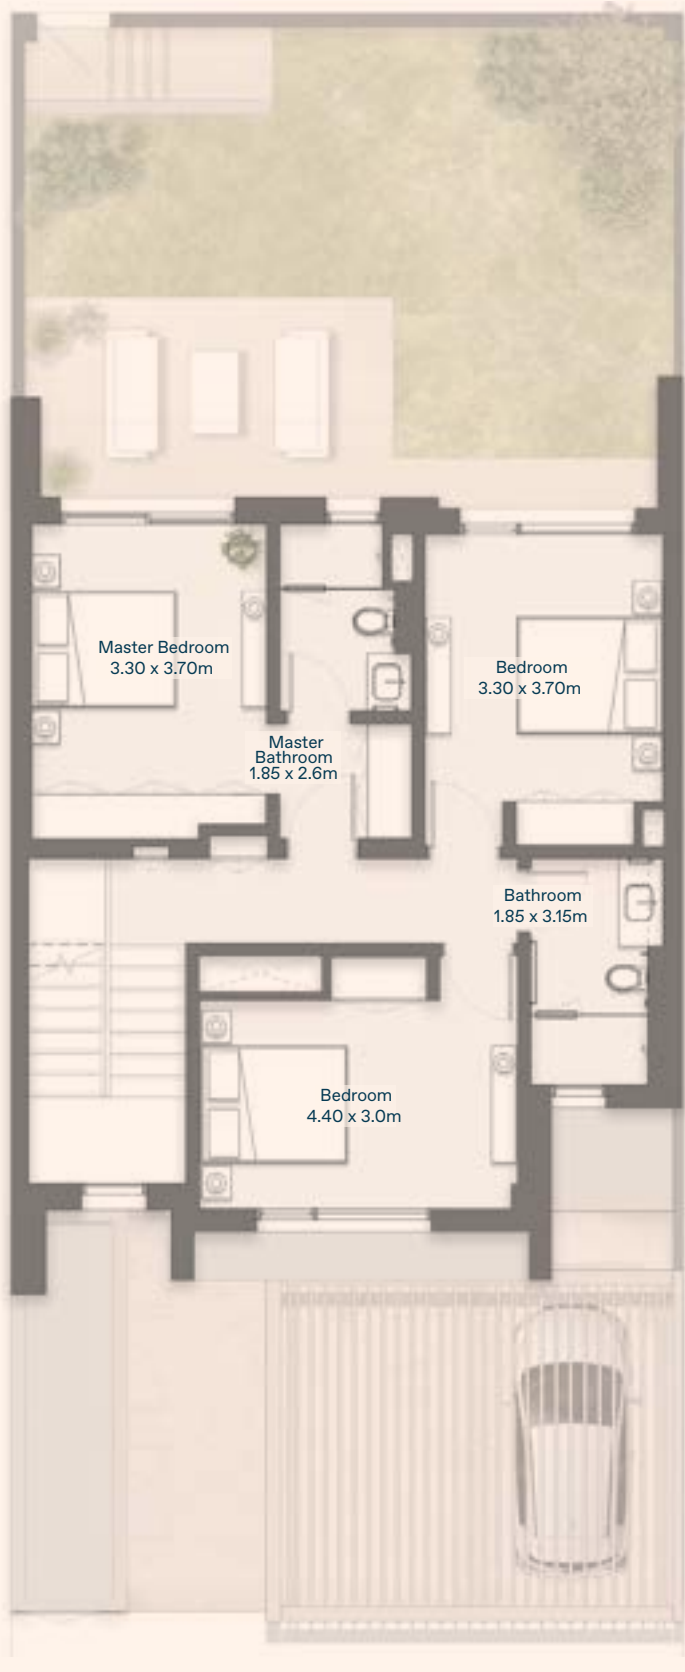 Master Bedroom
3.30 x 3.70m
Bedroom
3.30 x 3.70m
Master
Bathroom
1.85 x 2.6m
Bathroom
1.85 x 3.15m
Bedroom
4.40 x 3.0m